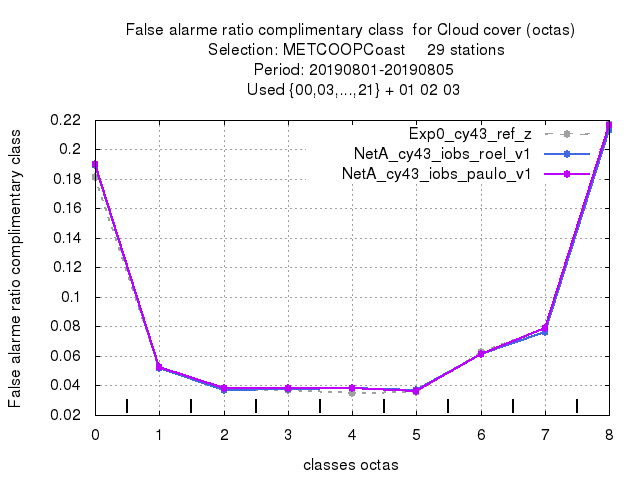 False alarme ratio complimentary class  for Cloud cover (octas)
Selection: METCOOPCoast     29 stations
Period: 20190801-20190805
Used {00,03,...,21} + 01 02 03
False alarme ratio complimentary class
0.22
0.2
0.18
0.16
0.14
0.12
0.1
0.08
0.06
0.04
0.02
Exp0_cy43_ref_z
NetA_cy43_iobs_roel_v1
NetA_cy43_iobs_paulo_v1
0 1 2 3 4 5 6 7 8
classes octas